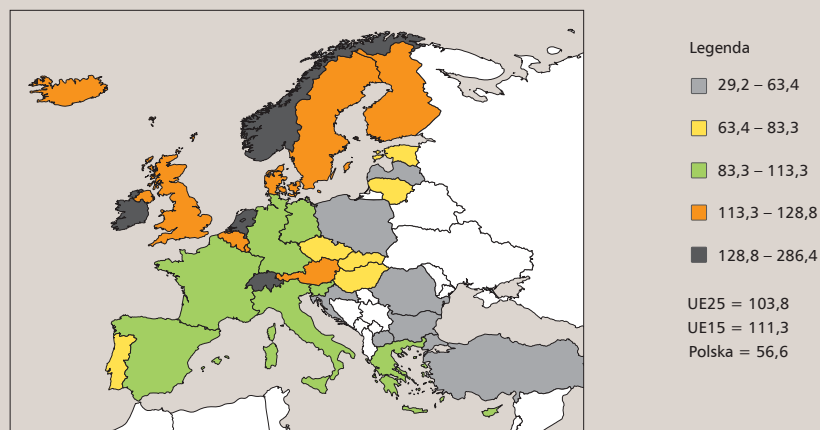 Legenda
29,2 – 63,4
63,4 – 83,3
83,3 – 113,3
113,3 – 128,8
128,8 – 286,4
UE25 = 103,8
UE15 = 111,3
Polska = 56,6